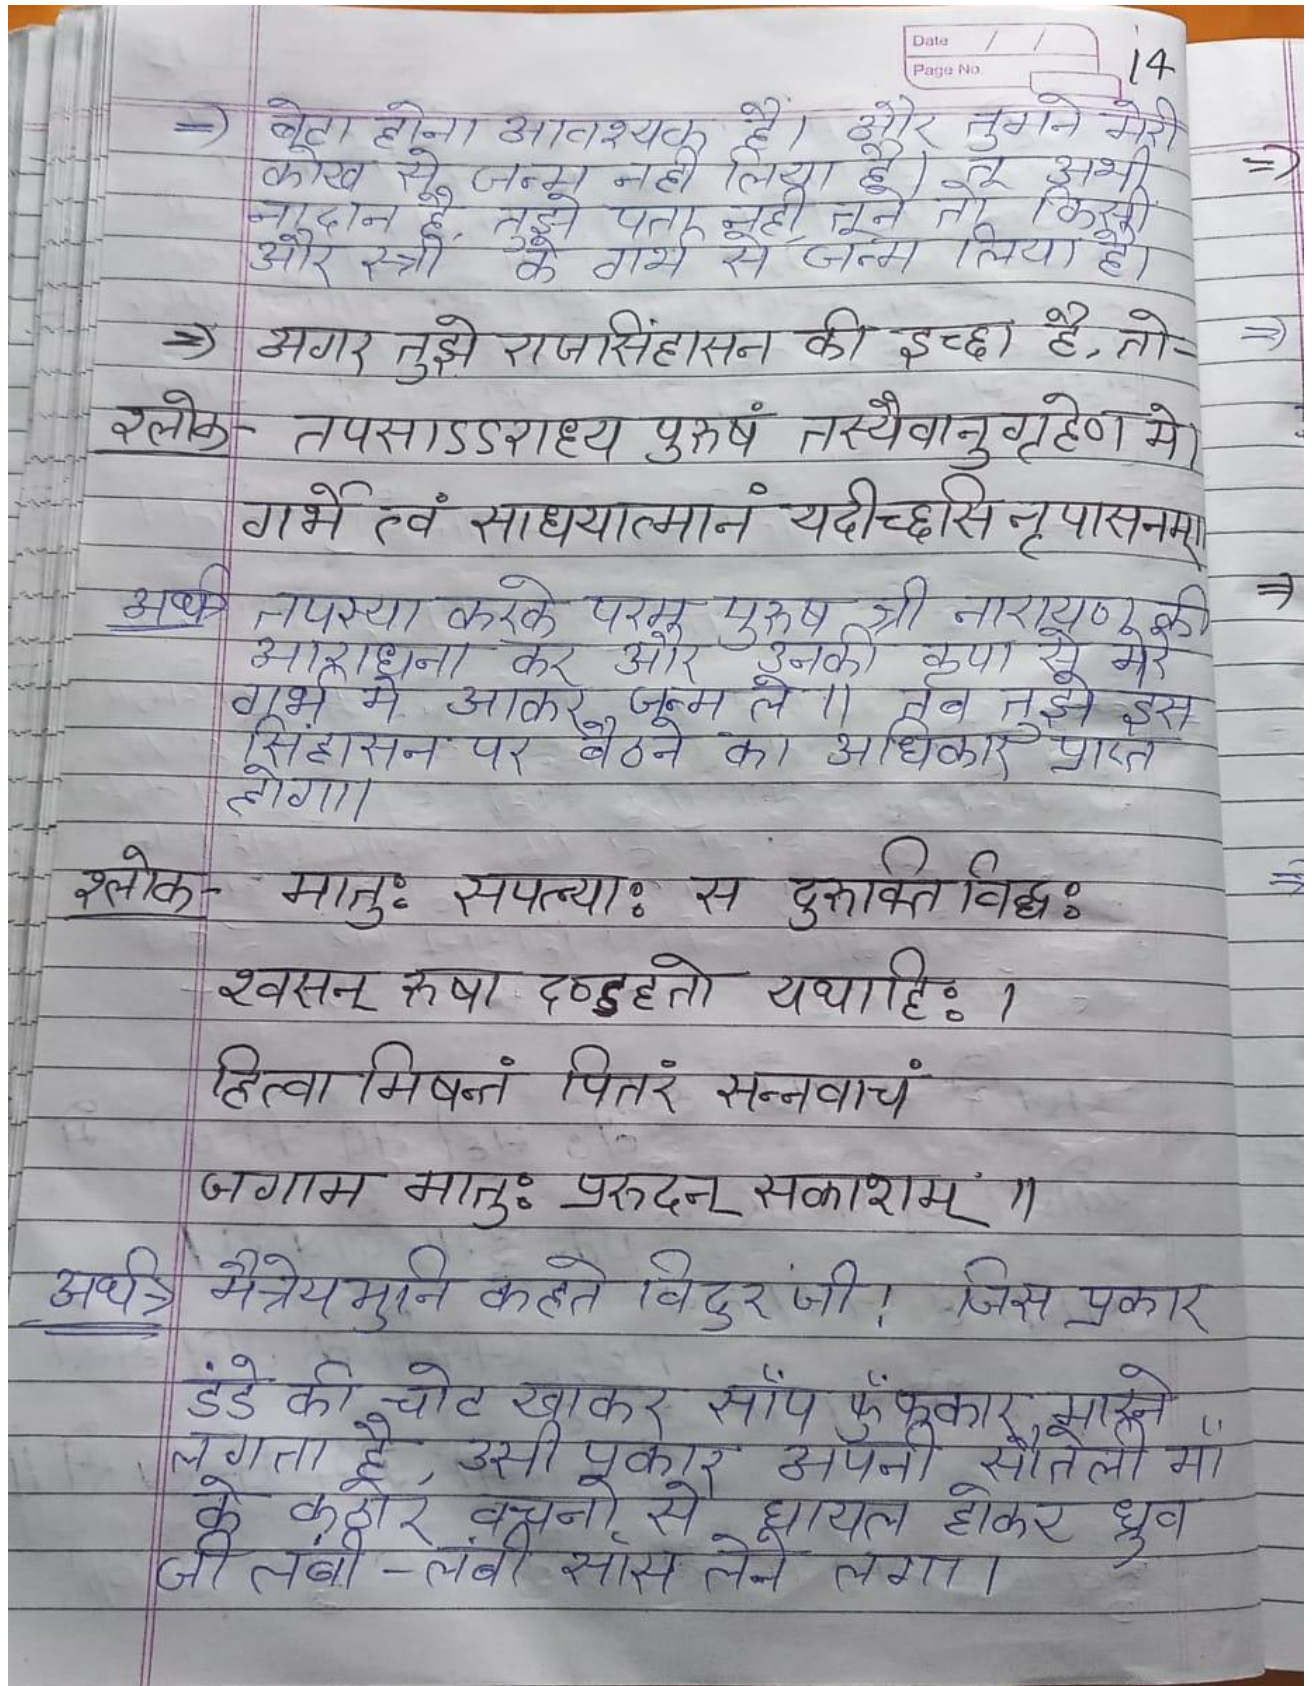 Date / /
Page No.
14
=) बेटा होना आवश्यक है। और तुमने मेरी
कोख से जन्म नही लिया है। तू अभी
नादान है, तुझे पता नही तूने तो किसी
और स्त्री के गर्भ से जन्म लिया है।
=) अगर तुझे राजसिंहासन की इच्छा है, तो-
श्लोक- तपसाऽऽराध्य पुरुषं तस्यैवानुगृहेण मे।
गर्भे त्वं साधयात्मानं यदीच्छसि नृपासनम्॥
अर्थ→ तपस्या करके परम पुरुष श्री नारायण की
आराधना कर और उनकी कृपा से मेरे
गर्भ मे आकर जन्म ले॥ तव तुझे इस
सिंहासन पर बैठने का अधिकार प्राप्त
होगा।
श्लोक- मातुः सपत्न्याः स दुरुक्ति विद्धः
श्वसन् रुषा दण्डहतो यथाहिः।
हित्वा मिषन्तं पितरं सन्नवाचं
जगाम मातुः प्ररुदन् सकाशम् ॥
अर्थ→ मैत्रेयमुनि कहते विदुर जी! जिस प्रकार
डंडे की चोट खाकर साँप फुँफकार मारने
लगता है, उसी प्रकार अपनी सौतेली माँ
के कठोर वचनो से घायल होकर ध्रुव
जी लंबी-लंबी साँस लेने लगा।